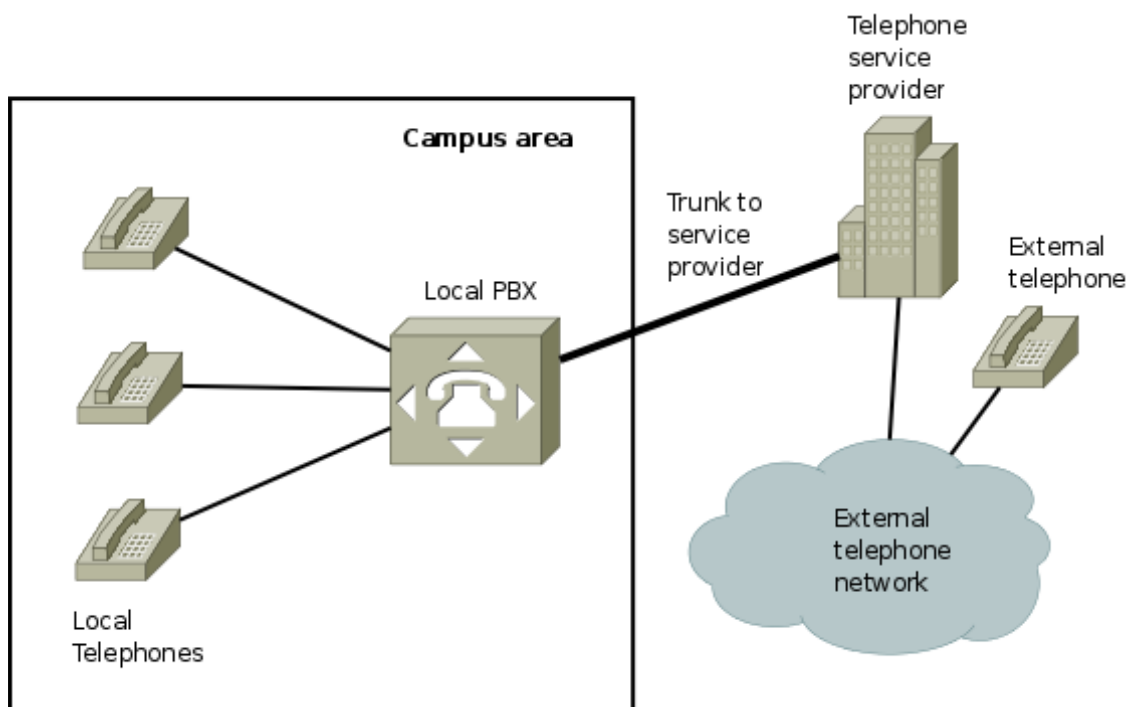 Telephone
service
provider
Campus area
Trunk to
service
provider
External
telephone
Local PBX
External
telephone
network
Local
Telephones